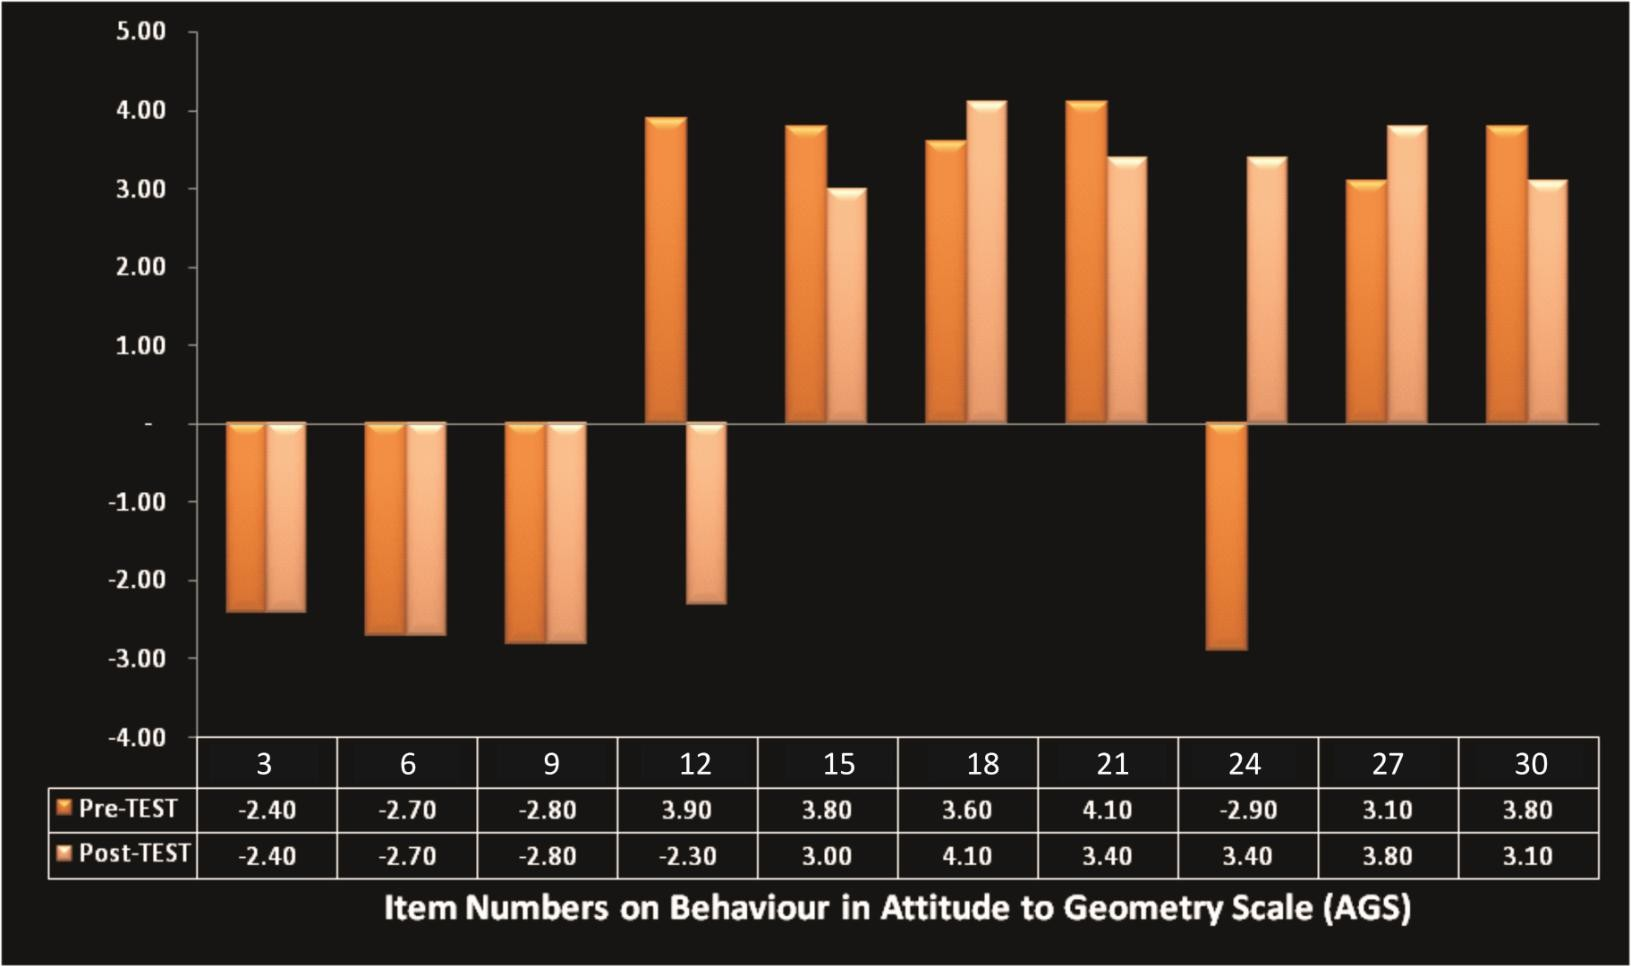 5.00
4.00
3.00
2.00
1.00
-
-1.00
-2.00
-3.00
-4.00
3 6 9 12 15 18 21 24 27 30
Pre-TEST -2.40 -2.70 -2.80 3.90 3.80 3.60 4.10 -2.90 3.10 3.80
Post-TEST -2.40 -2.70 -2.80 -2.30 3.00 4.10 3.40 3.40 3.80 3.10
Item Numbers on Behaviour in Attitude to Geometry Scale (AGS)